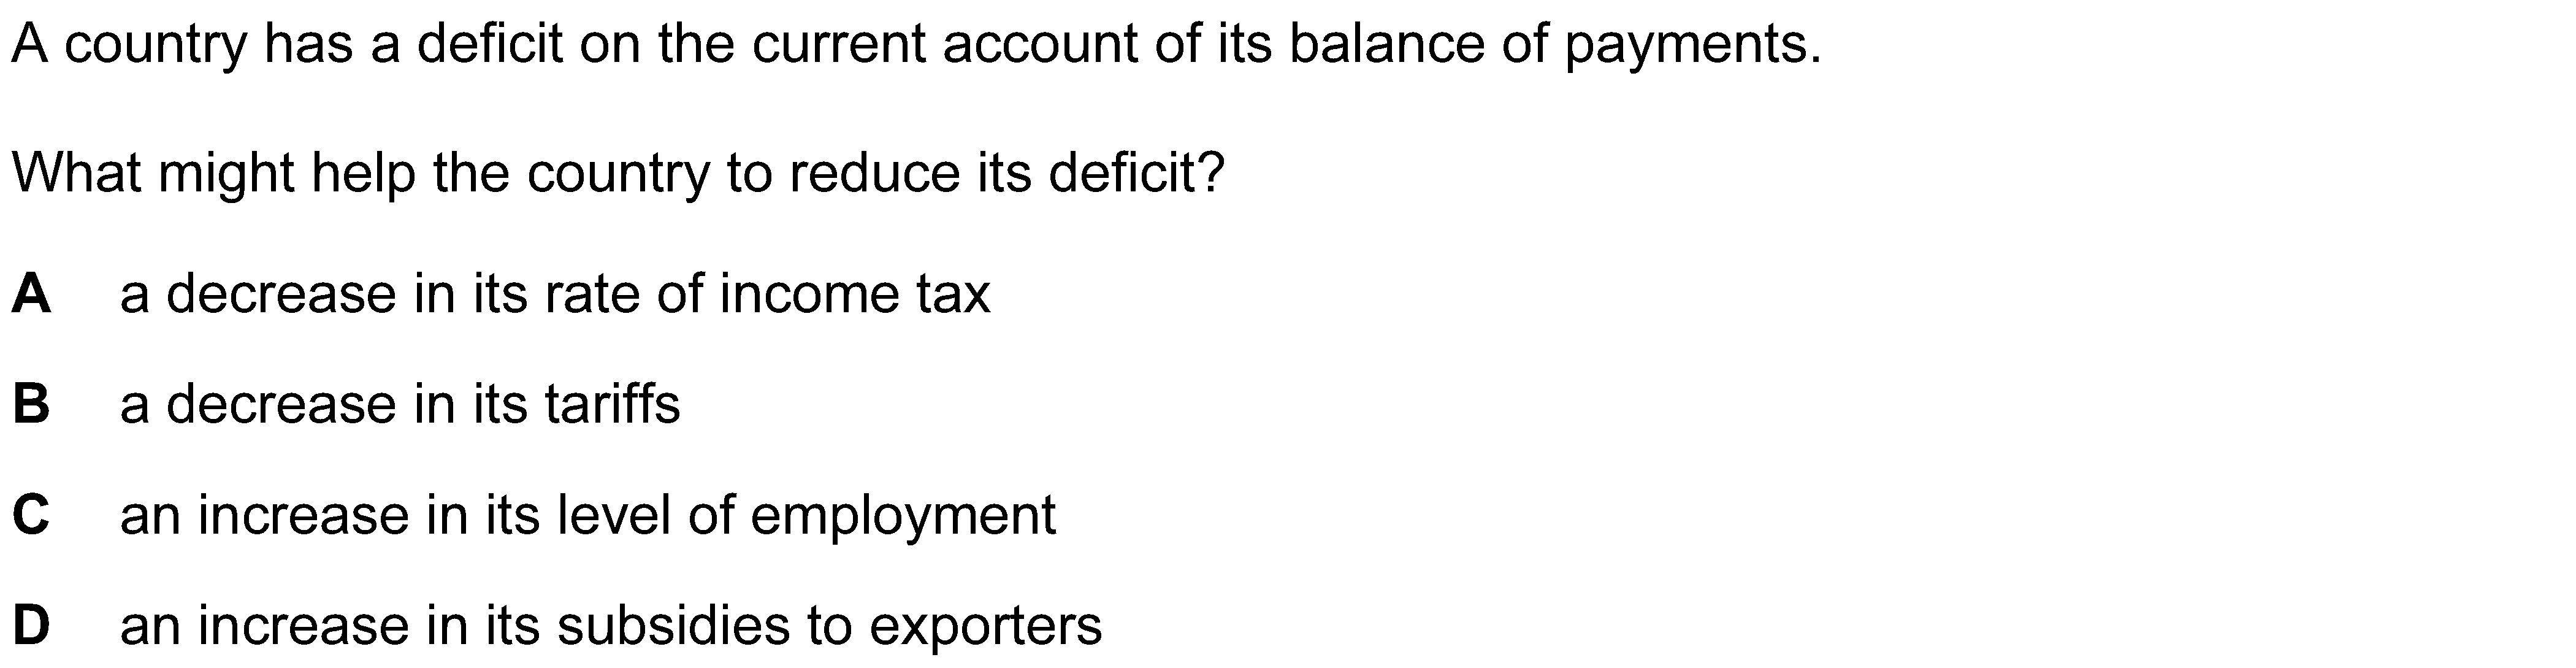 A country has a deficit on the current account of its balance of payments.
What might help the country to reduce its deficit?
A a decrease in its rate of income tax
B a decrease in its tariffs
C an increase in its level of employment
D an increase in its subsidies to exporters